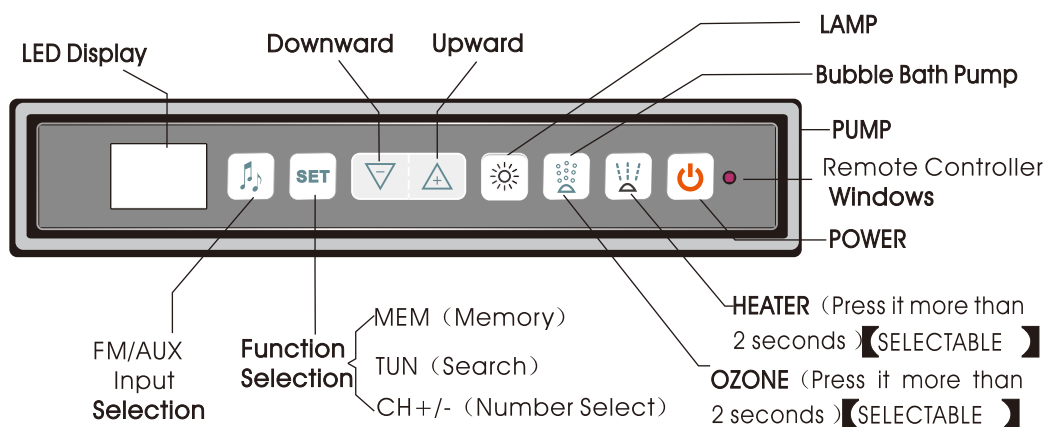 LAMP
Downward Upward
LED Display
Bubble Bath Pump
PUMP
SET
- +
Remote Controller
Windows
POWER
HEATER（Press it more than
2 seconds ）【SELECTABLE 】
OZONE（Press it more than
2 seconds ）【SELECTABLE 】
FM/AUX
Input
Selection
Function
Selection
MEM（Memory）
TUN（Search）
CH+/-（Number Select）